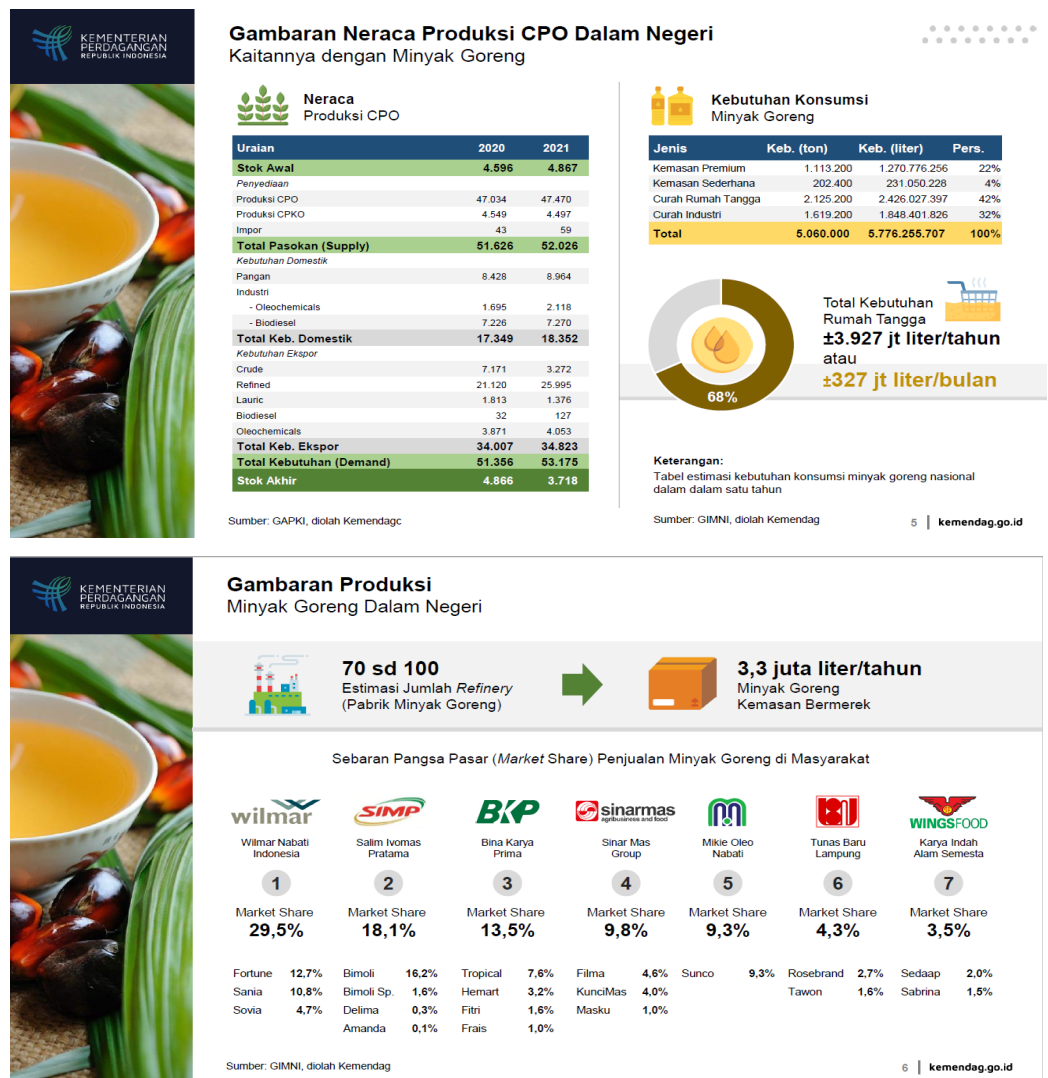 KEMENTERIAN
PERDAGANGAN
REPUBLIK INDONESIA
Gambaran Neraca Produksi CPO Dalam Negeri
Kaitannya dengan Minyak Goreng
Neraca
Produksi CPO
Uraian 2020 2021
Stok Awal 4.596 4.867
Penyediaan
Produksi CPO 47.034 47.470
Produksi CPKO 4.549 4.497
Impor 43 59
Total Pasokan (Supply) 51.626 52.026
Kebutuhan Domestik
Pangan 8.428 8.964
Industri
- Oleochemicals 1.695 2.118
- Biodiesel 7.226 7.270
Total Keb. Domestik 17.349 18.352
Kebutuhan Ekspor
Crude 7.171 3.272
Refined 21.120 25.995
Lauric 1.813 1.376
Biodiesel 32 127
Oleochemicals 3.871 4.053
Total Keb. Ekspor 34.007 34.823
Total Kebutuhan (Demand) 51.356 53.175
Stok Akhir 4.866 3.718
Sumber: GAPKI, diolah Kemendagc
Kebutuhan Konsumsi
Minyak Goreng
Jenis Keb. (ton) Keb. (liter) Pers.
Kemasan Premium 1.113.200 1.270.776.256 22%
Kemasan Sederhana 202.400 231.050.228 4%
Curah Rumah Tangga 2.125.200 2.426.027.397 42%
Curah Industri 1.619.200 1.848.401.826 32%
Total 5.060.000 5.776.255.707 100%
68%
Total Kebutuhan
Rumah Tangga
±3.927 jt liter/tahun
atau
±327 jt liter/bulan
Keterangan:
Tabel estimasi kebutuhan konsumsi minyak goreng nasional
dalam dalam satu tahun
Sumber: GIMNI, diolah Kemendag
5 | kemendag.go.id
KEMENTERIAN
PERDAGANGAN
REPUBLIK INDONESIA
Gambaran Produksi
Minyak Goreng Dalam Negeri
70 sd 100
Estimasi Jumlah Refinery
(Pabrik Minyak Goreng)
3,3 juta liter/tahun
Minyak Goreng
Kemasan Bermerek
Sebaran Pangsa Pasar (Market Share) Penjualan Minyak Goreng di Masyarakat
wilmar
Wilmar Nabati
Indonesia
1
Market Share
29,5%
Fortune 12,7%
Sania 10,8%
Sovia 4,7%
SIMP
Salim Ivomas
Pratama
2
Market Share
18,1%
Bimoli 16,2%
Bimoli Sp. 1,6%
Delima 0,3%
Amanda 0,1%
BKP
Bina Karya
Prima
3
Market Share
13,5%
Tropical 7,6%
Hemart 3,2%
Fitri 1,6%
Frais 1,0%
sinarmas
agribusiness and food
Sinar Mas
Group
4
Market Share
9,8%
Filma 4,6%
KunciMas 4,0%
Masku 1,0%
Mikie Oleo
Nabati
5
Market Share
9,3%
Sunco 9,3%
Tunas Baru
Lampung
6
Market Share
4,3%
Rosebrand 2,7%
Tawon 1,6%
WINGSFOOD
Karya Indah
Alam Semesta
7
Market Share
3,5%
Sedaap 2,0%
Sabrina 1,5%
Sumber: GIMNI, diolah Kemendag
6 | kemendag.go.id